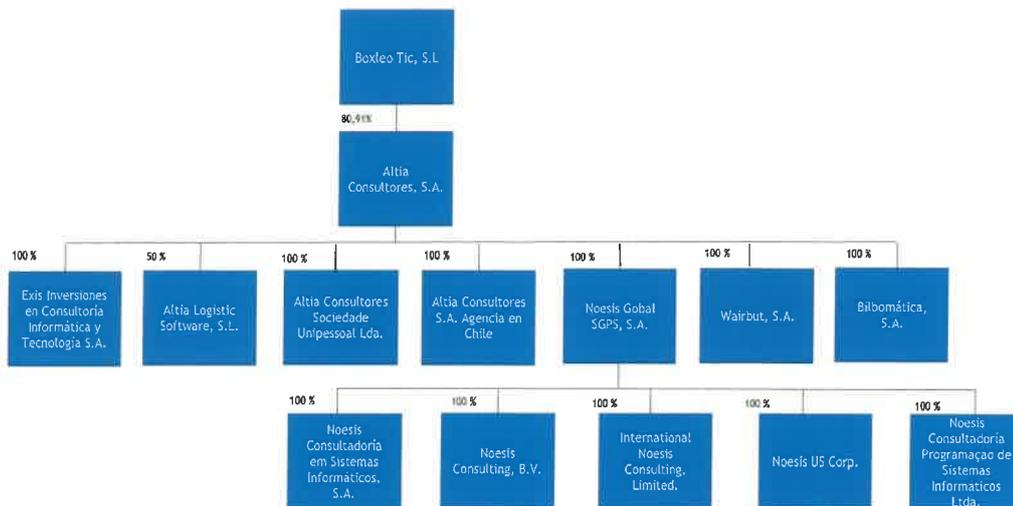 Boxleo Tic, S.L
80,91%
Altia
Consultores, S.A.
100 %
50 %
100 %
100 %
100 %
100 %
100 %
Exis Inversiones
en Consultoría
Informática y
Tecnología S.A.
Altia Logistic
Software, S.L.
Altia Consultores
Sociedade
Unipessoal Lda.
Altia Consultores
S.A. Agencia en
Chile
Noesis Gobal
SGPS, S.A.
Wairbut, S.A.
Bilbomática,
S.A.
100 %
100 %
100 %
100 %
100 %
Noesis
Consultadoría
em Sistemas
Informáticos,
S.A.
Noesis
Consulting, B.V.
International
Noesis
Consulting,
Limited.
Noesis US Corp.
Noesis
Consultadoria
Programaçao de
Sistemas
Informaticos
Ltda.